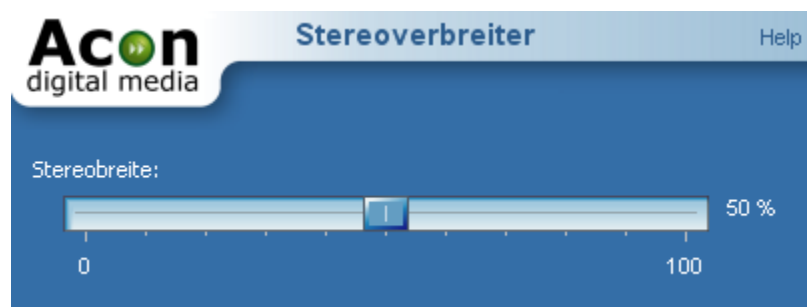 Acon
digital media
Stereoverbreiter
Help
Stereobreite:
50 %
0
100